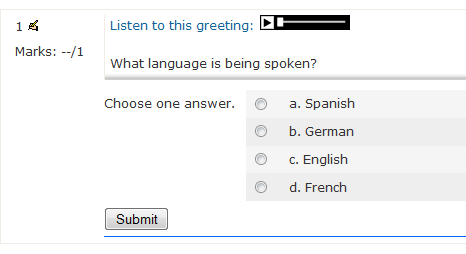 1
Marks: --/1
Listen to this greeting:
What language is being spoken?
Choose one answer.
a. Spanish
b. German
c. English
d. French
Submit